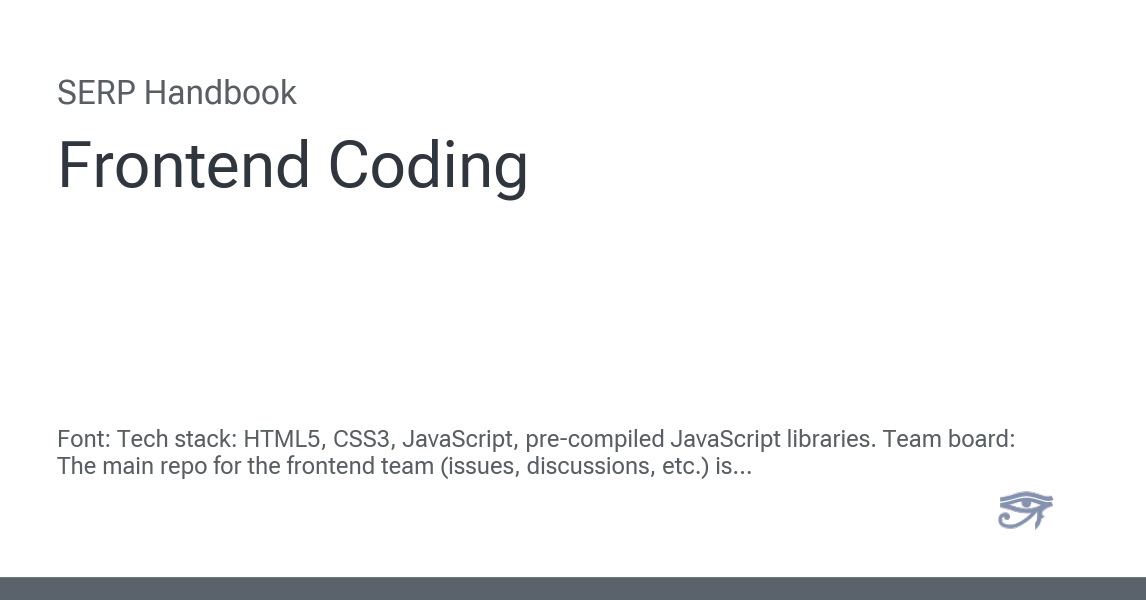 SERP Handbook
Frontend Coding
Font: Tech stack: HTML5, CSS3, JavaScript, pre-compiled JavaScript libraries. Team board:
The main repo for the frontend team (issues, discussions, etc.) is...